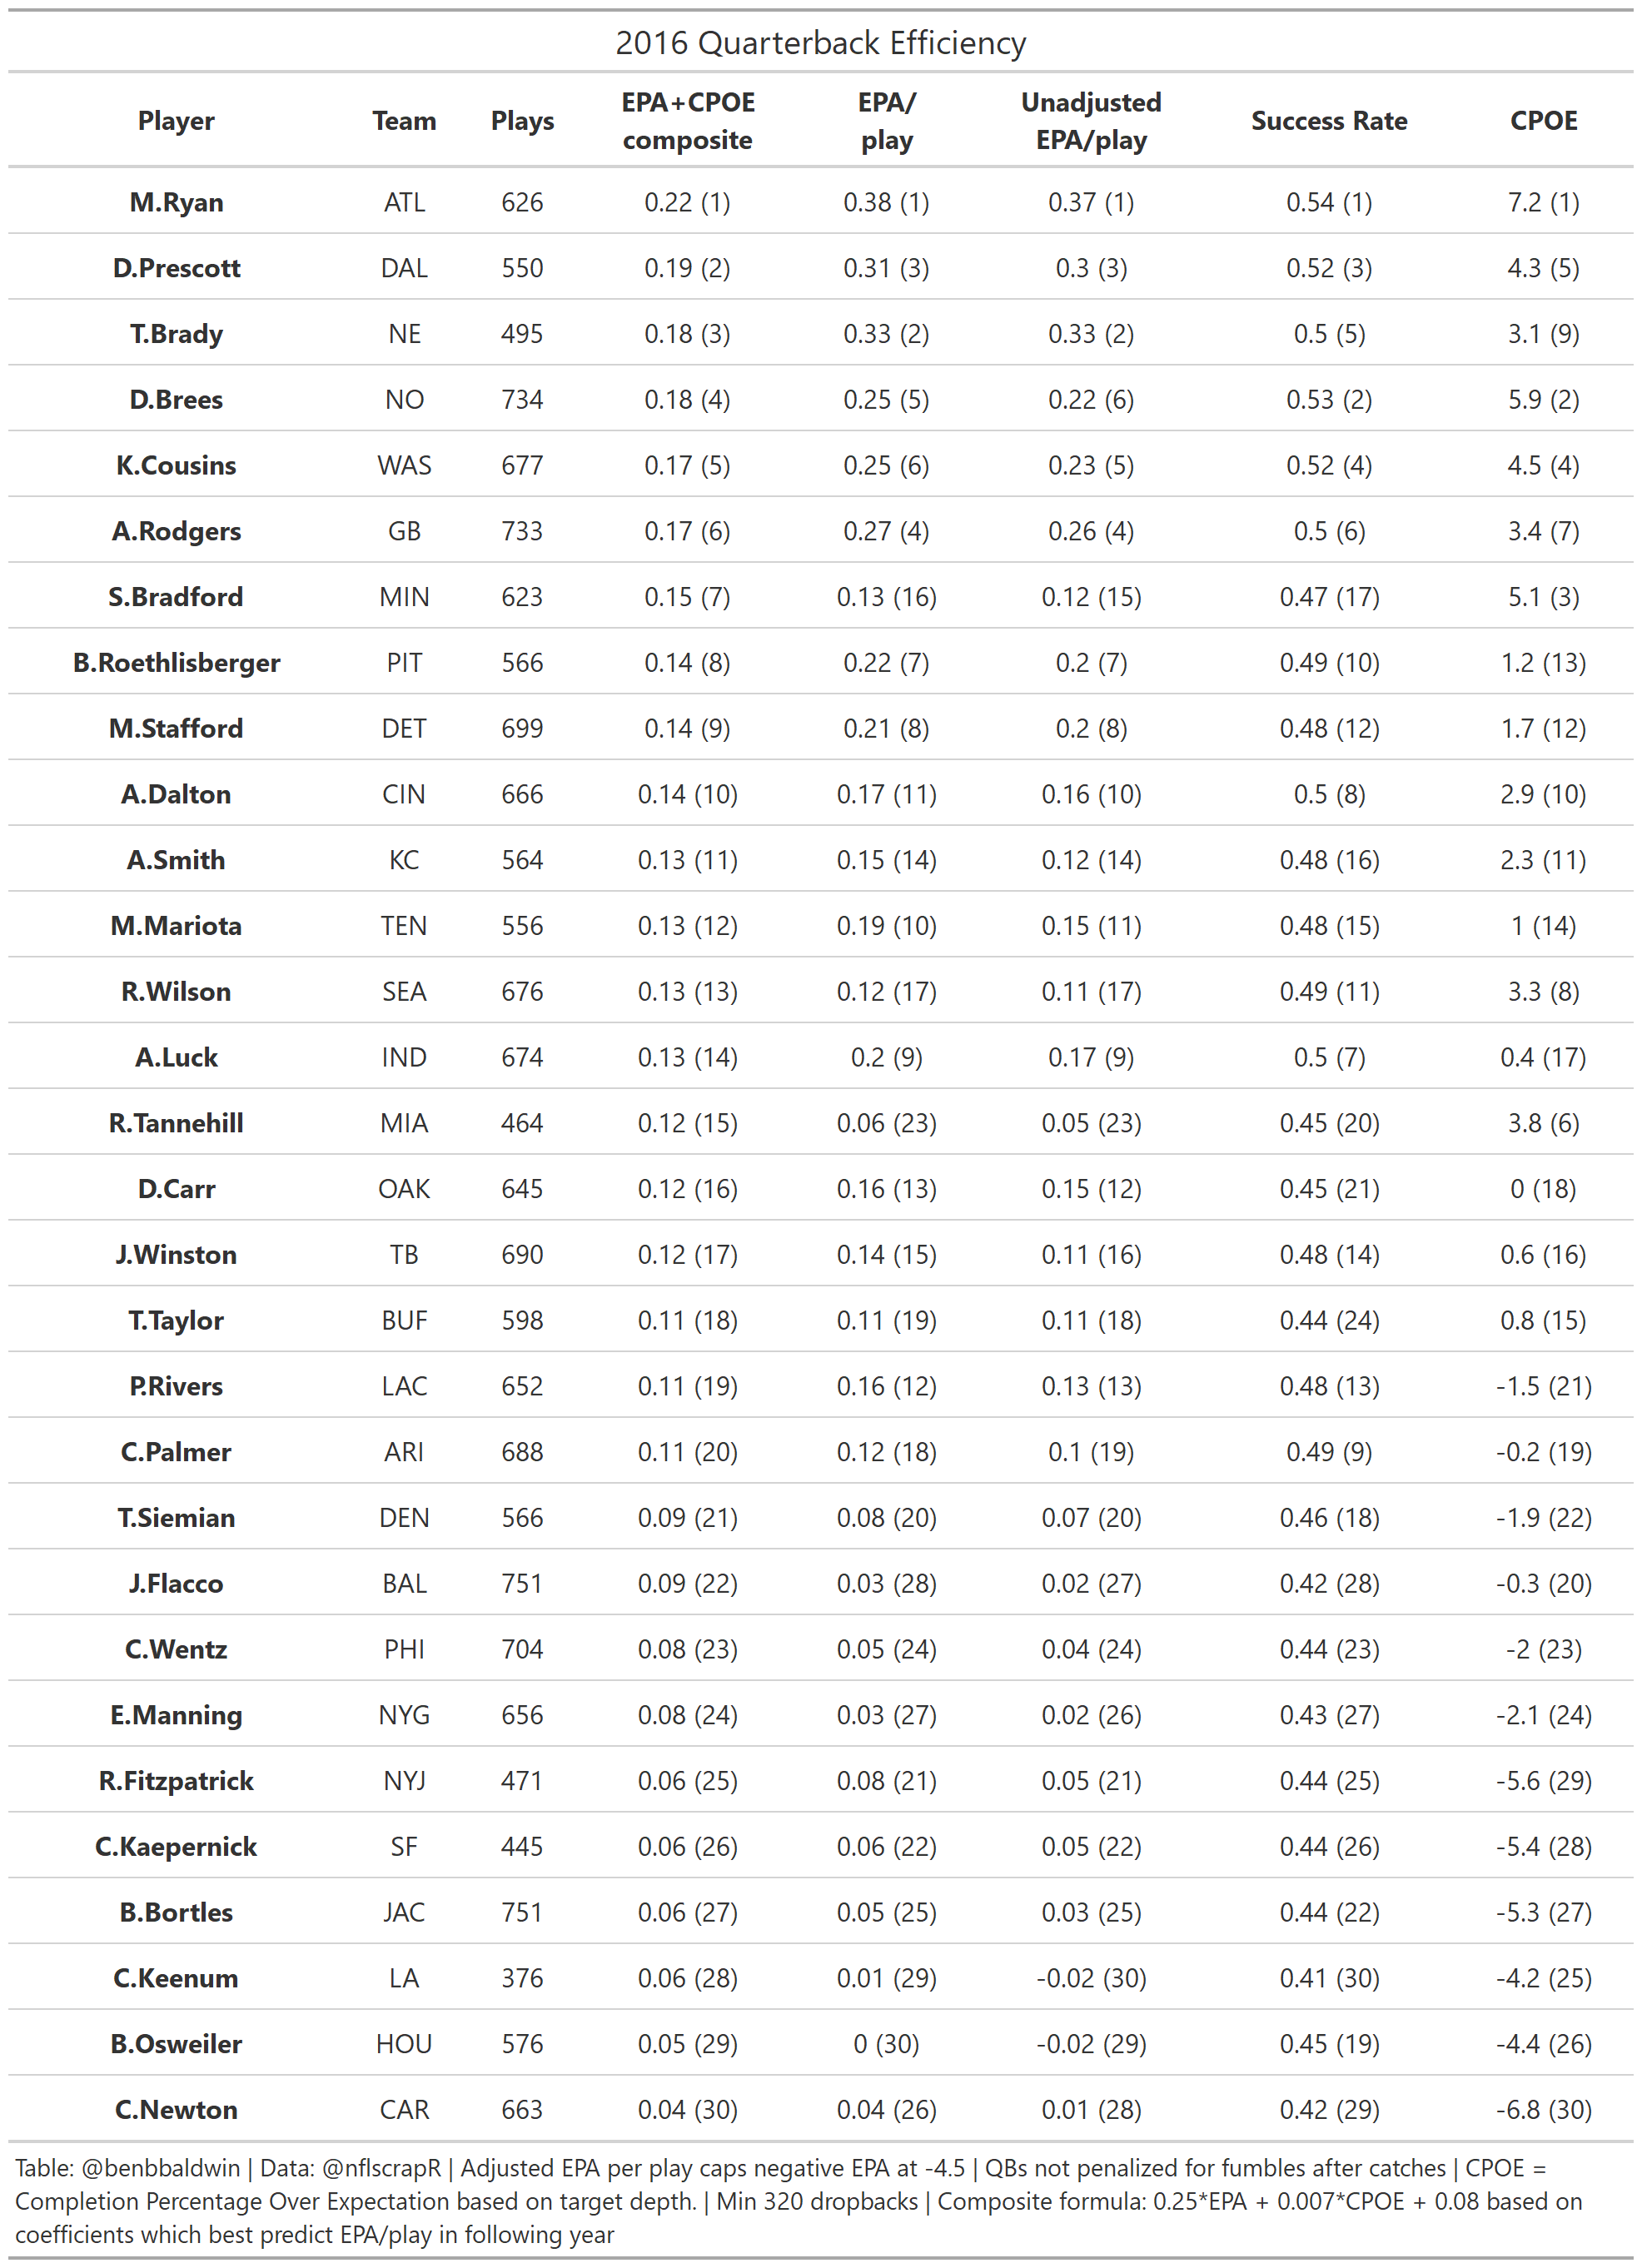 2016 Quarterback Efficiency
Player Team Plays EPA+CPOE composite EPA/ play Unadjusted EPA/play Success Rate CPOE
M.Ryan ATL 626 0.22 (1) 0.38 (1) 0.37 (1) 0.54 (1) 7.2 (1)
D.Prescott DAL 550 0.19 (2) 0.31 (3) 0.3 (3) 0.52 (3) 4.3 (5)
T.Brady NE 495 0.18 (3) 0.33 (2) 0.33 (2) 0.5 (5) 3.1 (9)
D.Brees NO 734 0.18 (4) 0.25 (5) 0.22 (6) 0.53 (2) 5.9 (2)
K.Cousins WAS 677 0.17 (5) 0.25 (6) 0.23 (5) 0.52 (4) 4.5 (4)
A.Rodgers GB 733 0.17 (6) 0.27 (4) 0.26 (4) 0.5 (6) 3.4 (7)
S.Bradford MIN 623 0.15 (7) 0.13 (16) 0.12 (15) 0.47 (17) 5.1 (3)
B.Roethlisberger PIT 566 0.14 (8) 0.22 (7) 0.2 (7) 0.49 (10) 1.2 (13)
M.Stafford DET 699 0.14 (9) 0.21 (8) 0.2 (8) 0.48 (12) 1.7 (12)
A.Dalton CIN 666 0.14 (10) 0.17 (11) 0.16 (10) 0.5 (8) 2.9 (10)
A.Smith KC 564 0.13 (11) 0.15 (14) 0.12 (14) 0.48 (16) 2.3 (11)
M.Mariota TEN 556 0.13 (12) 0.19 (10) 0.15 (11) 0.48 (15) 1 (14)
R.Wilson SEA 676 0.13 (13) 0.12 (17) 0.11 (17) 0.49 (11) 3.3 (8)
A.Luck IND 674 0.13 (14) 0.2 (9) 0.17 (9) 0.5 (7) 0.4 (17)
R.Tannehill MIA 464 0.12 (15) 0.06 (23) 0.05 (23) 0.45 (20) 3.8 (6)
D.Carr OAK 645 0.12 (16) 0.16 (13) 0.15 (12) 0.45 (21) 0 (18)
J.Winston TB 690 0.12 (17) 0.14 (15) 0.11 (16) 0.48 (14) 0.6 (16)
T.Taylor BUF 598 0.11 (18) 0.11 (19) 0.11 (18) 0.44 (24) 0.8 (15)
P.Rivers LAC 652 0.11 (19) 0.16 (12) 0.13 (13) 0.48 (13) -1.5 (21)
C.Palmer ARI 688 0.11 (20) 0.12 (18) 0.1 (19) 0.49 (9) -0.2 (19)
T.Siemian DEN 566 0.09 (21) 0.08 (20) 0.07 (20) 0.46 (18) -1.9 (22)
J.Flacco BAL 751 0.09 (22) 0.03 (28) 0.02 (27) 0.42 (28) -0.3 (20)
C.Wentz PHI 704 0.08 (23) 0.05 (24) 0.04 (24) 0.44 (23) -2 (23)
E.Manning NYG 656 0.08 (24) 0.03 (27) 0.02 (26) 0.43 (27) -2.1 (24)
R.Fitzpatrick NYJ 471 0.06 (25) 0.08 (21) 0.05 (21) 0.44 (25) -5.6 (29)
C.Kaepernick SF 445 0.06 (26) 0.06 (22) 0.05 (22) 0.44 (26) -5.4 (28)
B.Bortles JAC 751 0.06 (27) 0.05 (25) 0.03 (25) 0.44 (22) -5.3 (27)
C.Keenum LA 376 0.06 (28) 0.01 (29) -0.02 (30) 0.41 (30) -4.2 (25)
B.Osweiler HOU 576 0.05 (29) 0 (30) -0.02 (29) 0.45 (19) -4.4 (26)
C.Newton CAR 663 0.04 (30) 0.04 (26) 0.01 (28) 0.42 (29) -6.8 (30)
Table: @benbbaldwin | Data: @nflscrapR | Adjusted EPA per play caps negative EPA at -4.5 | QBs not penalized for fumbles after catches | CPOE =
Completion Percentage Over Expectation based on target depth. | Min 320 dropbacks | Composite formula: 0.25*EPA + 0.007*CPOE + 0.08 based on
coefficients which best predict EPA/play in following year